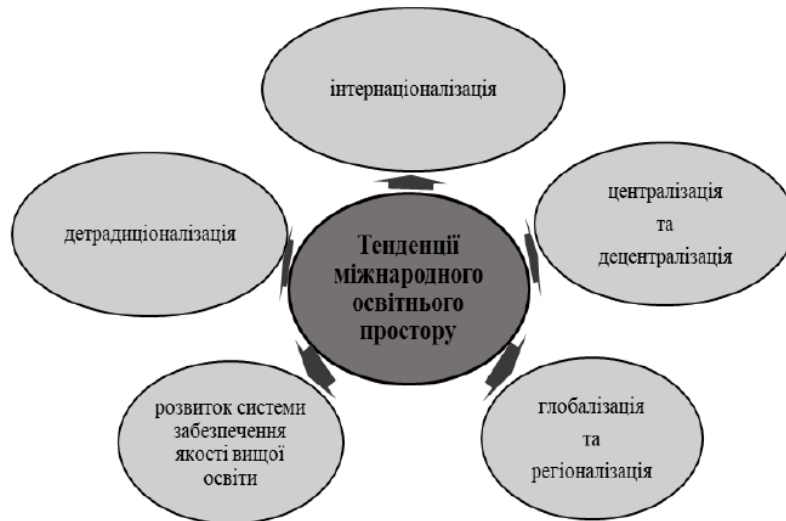 інтернаціоналізація
централізація
та
децентралізація
детрадиціоналізація
Тенденції
міжнародного
освітнього
простору
розвиток системи
забезпечення
якості вищої
освіти
глобалізація
та
регіоналізація